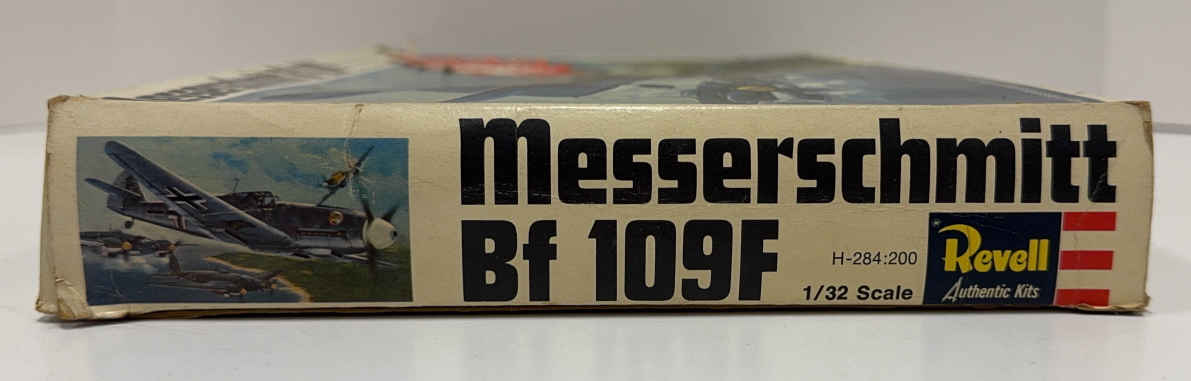 Messerschmitt
Bf 109F
H-284:200
1/32 Scale
Revell
Authentic Kits